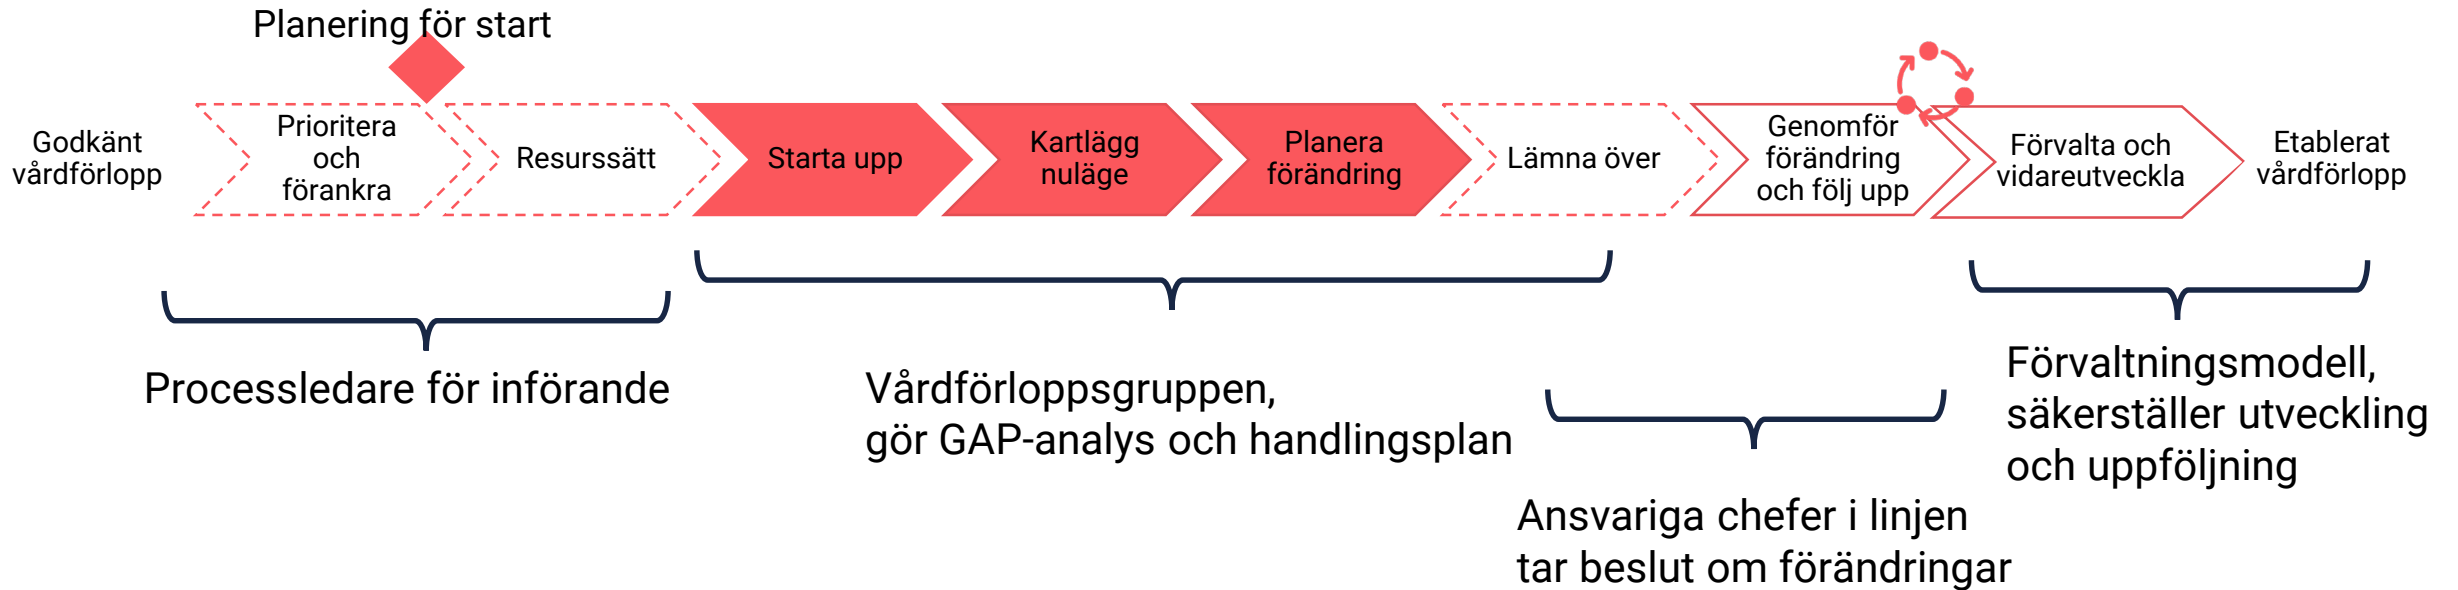 Planering för start
Godkänt
vårdförlopp
Prioritera
och
förankra
Resurssätt
Starta upp
Kartlägg
nuläge
Planera
förändring
Lämna över
Genomför
förändring
och följ upp
Förvalta och
vidareutveckla
Etablerat
vårdförlopp
Processledare för införande
Vårdförloppsgruppen,
gör GAP-analys och handlingsplan
Ansvariga chefer i linjen
tar beslut om förändringar
Förvaltningsmodell,
säkerställer utveckling
och uppföljning